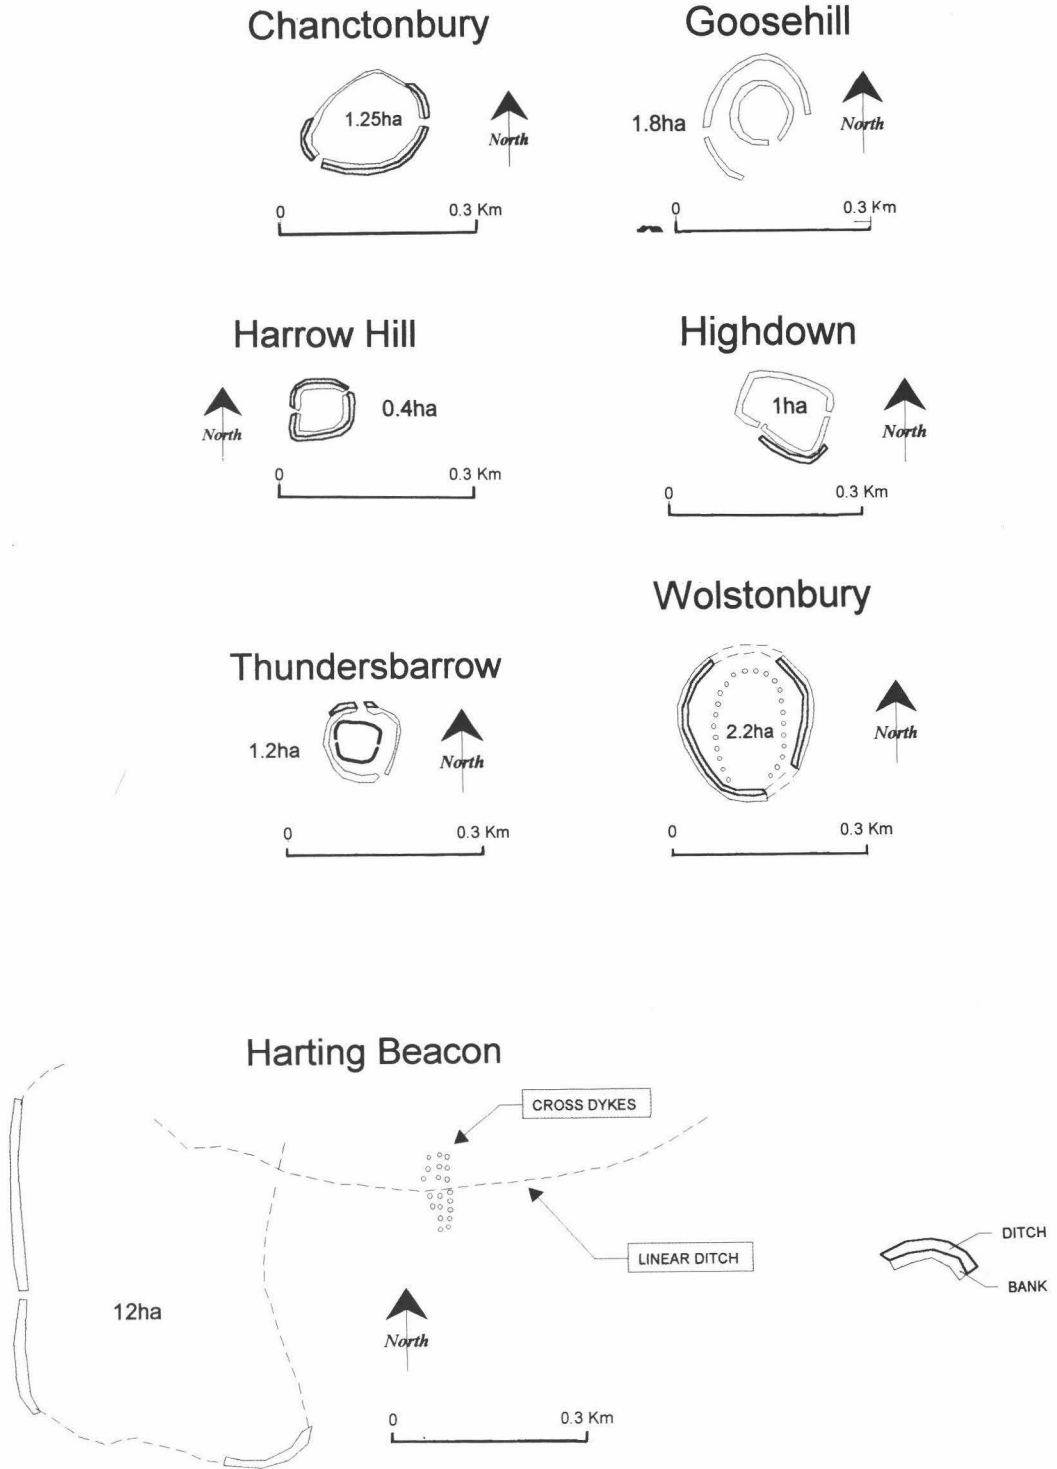 Chanctonbury
1.25ha
North
0 0.3 Km
Goosehill
1.8ha
North
0 0.3 Km
Harrow Hill
North
0.4ha
0 0.3 Km
Highdown
1ha
North
0 0.3 Km
Thundersbarrow
1.2ha
North
0 0.3 Km
Wolstonbury
2.2ha
North
0 0.3 Km
Harting Beacon
CROSS DYKES
LINEAR DITCH
12ha
North
0 0.3 Km
DITCH
BANK